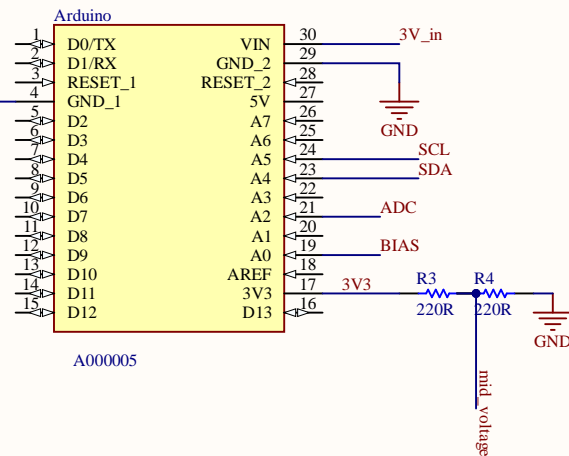 Arduino
1 D0/TX VIN 30 3V_in
2 D1/RX GND_2 29
3 RESET_1 RESET_2 28
4 GND_1 5V 27
5 D2 A7 26 GND
6 D3 A6 25
7 D4 A5 24 SCL
8 D5 A4 23 SDA
9 D6 A3 22
10 D7 A2 21 ADC
11 D8 A1 20
12 D9 A0 19 BIAS
13 D10 AREF 18 R3 R4
14 D11 3V3 17 3V3
15 D12 D13 16 220R 220R
GND
A000005
mid_voltage